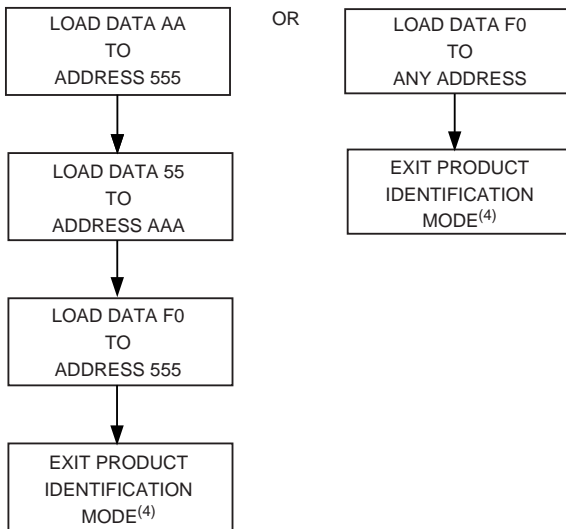 LOAD DATA AA
TO
ADDRESS 555
LOAD DATA 55
TO
ADDRESS AAA
LOAD DATA F0
TO
ADDRESS 555
EXIT PRODUCT
IDENTIFICATION
MODE(4)
OR
LOAD DATA F0
TO
ANY ADDRESS
EXIT PRODUCT
IDENTIFICATION
MODE(4)